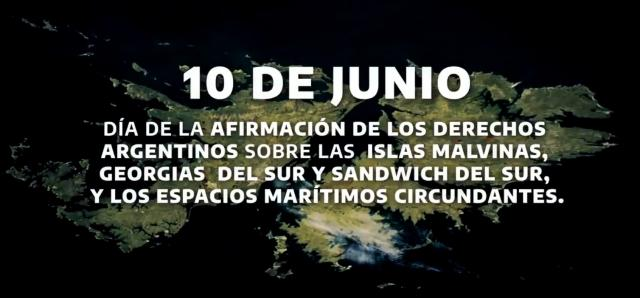 10 DE JUNIO
DÍA DE LA AFIRMACIÓN DE LOS DERECHOS
ARGENTINOS SOBRE LAS ISLAS MALVINAS,
GEORGIAS DEL SUR Y SANDWICH DEL SUR,
Y LOS ESPACIOS MARÍTIMOS CIRCUNDANTES.